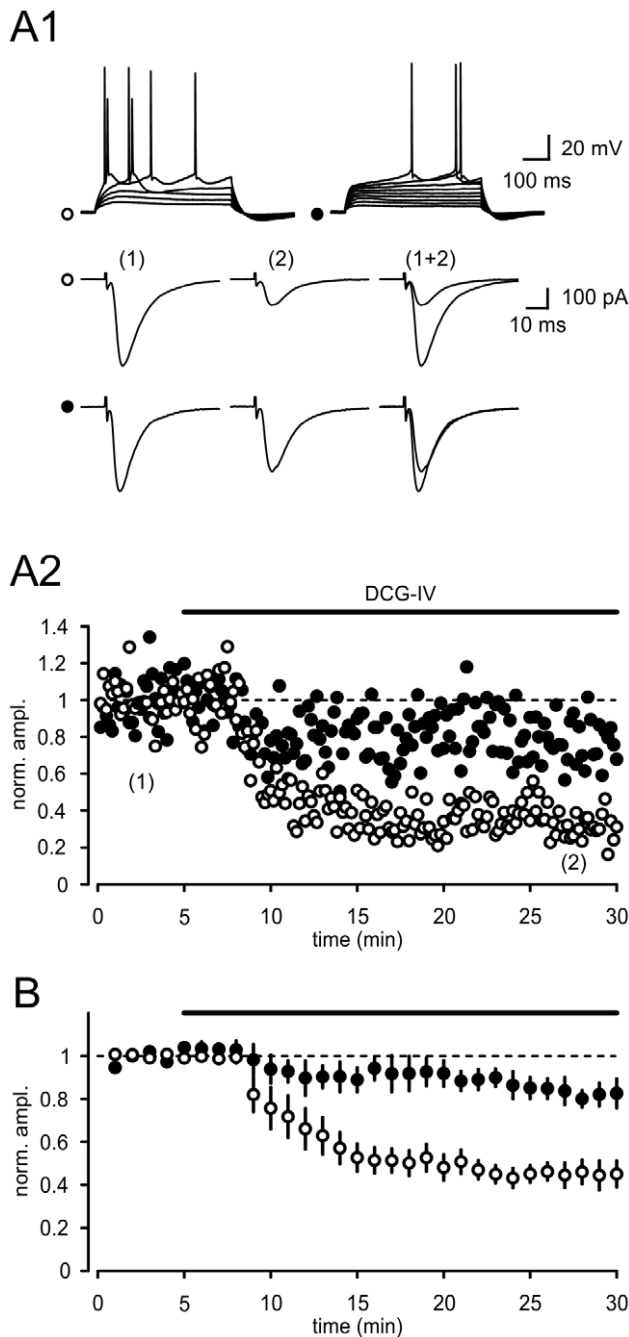 A1
20 mV
100 ms
(1) (2) (1+2)
100 pA
10 ms
A2
DCG-IV
1.4
1.2
1
0.8
0.6
0.4
0.2
0
norm. ampl.
(1)
(2)
0 5 10 15 20 25 30
time (min)
B
1
0.8
0.6
0.4
0.2
0
norm. ampl.
0 5 10 15 20 25 30
time (min)